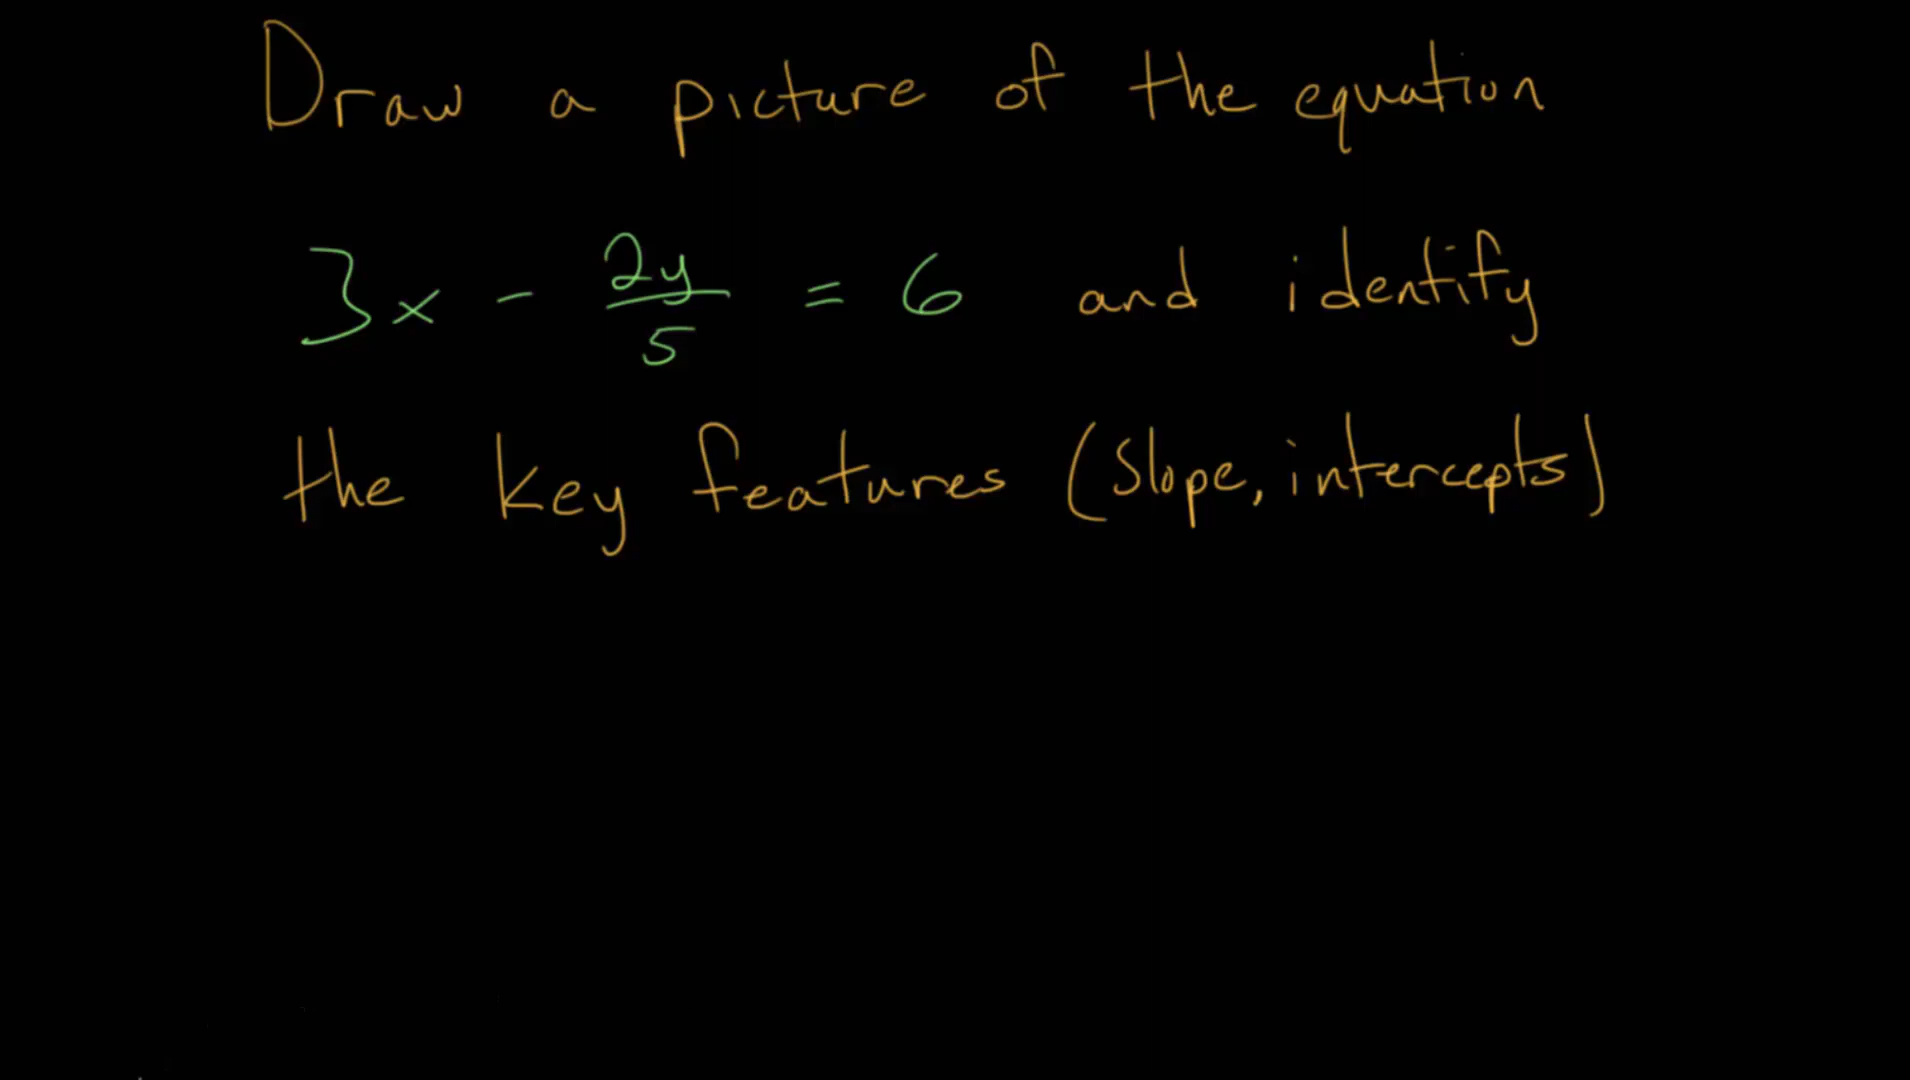 Draw a picture of the equation
3x - 2y/5 = 6 and identify
the key features (slope, intercepts)